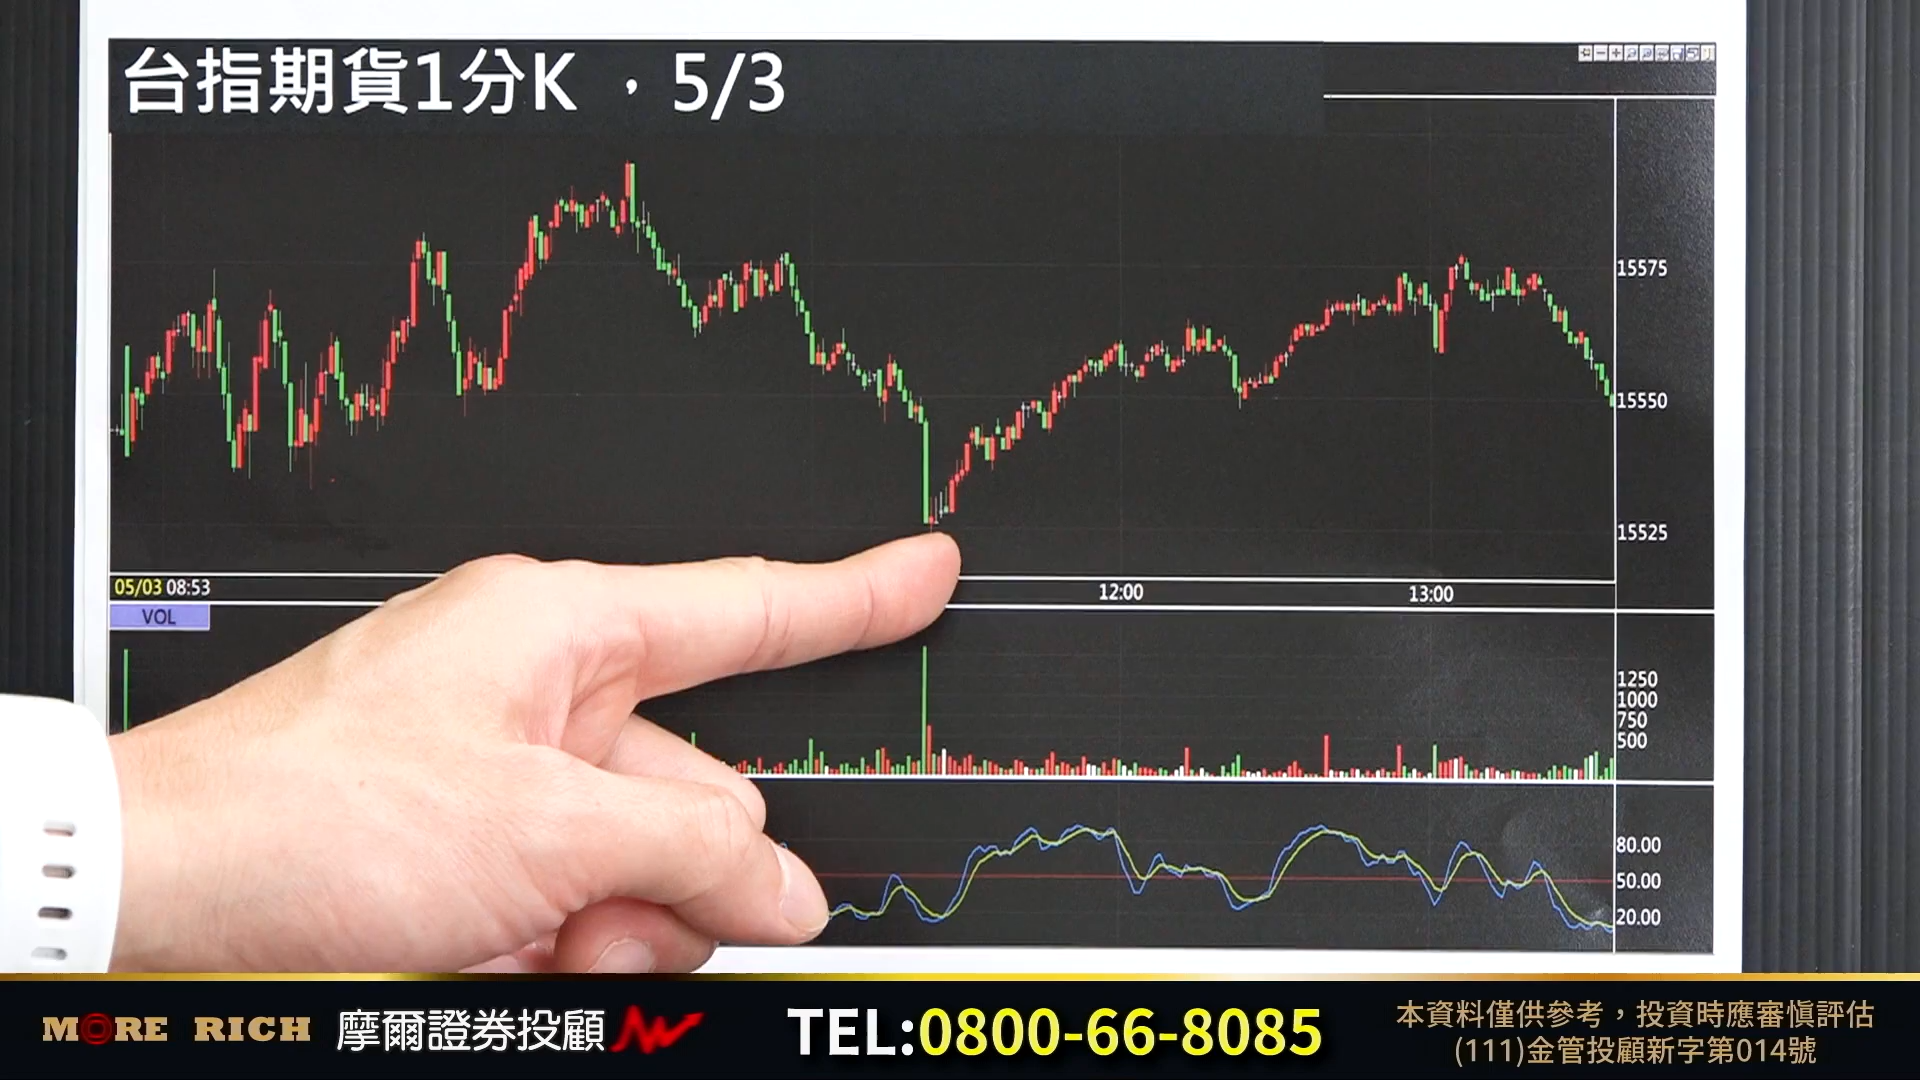 台指期貨1分K ，5/3
15575
15550
15525
05/03 08:53
12:00
13:00
VOL
1250
1000
750
500
80.00
50.00
20.00
MORE RICH 摩爾證券投顧
TEL:0800-66-8085
本資料僅供參考，投資時應審慎評估
(111)金管投顧新字第014號